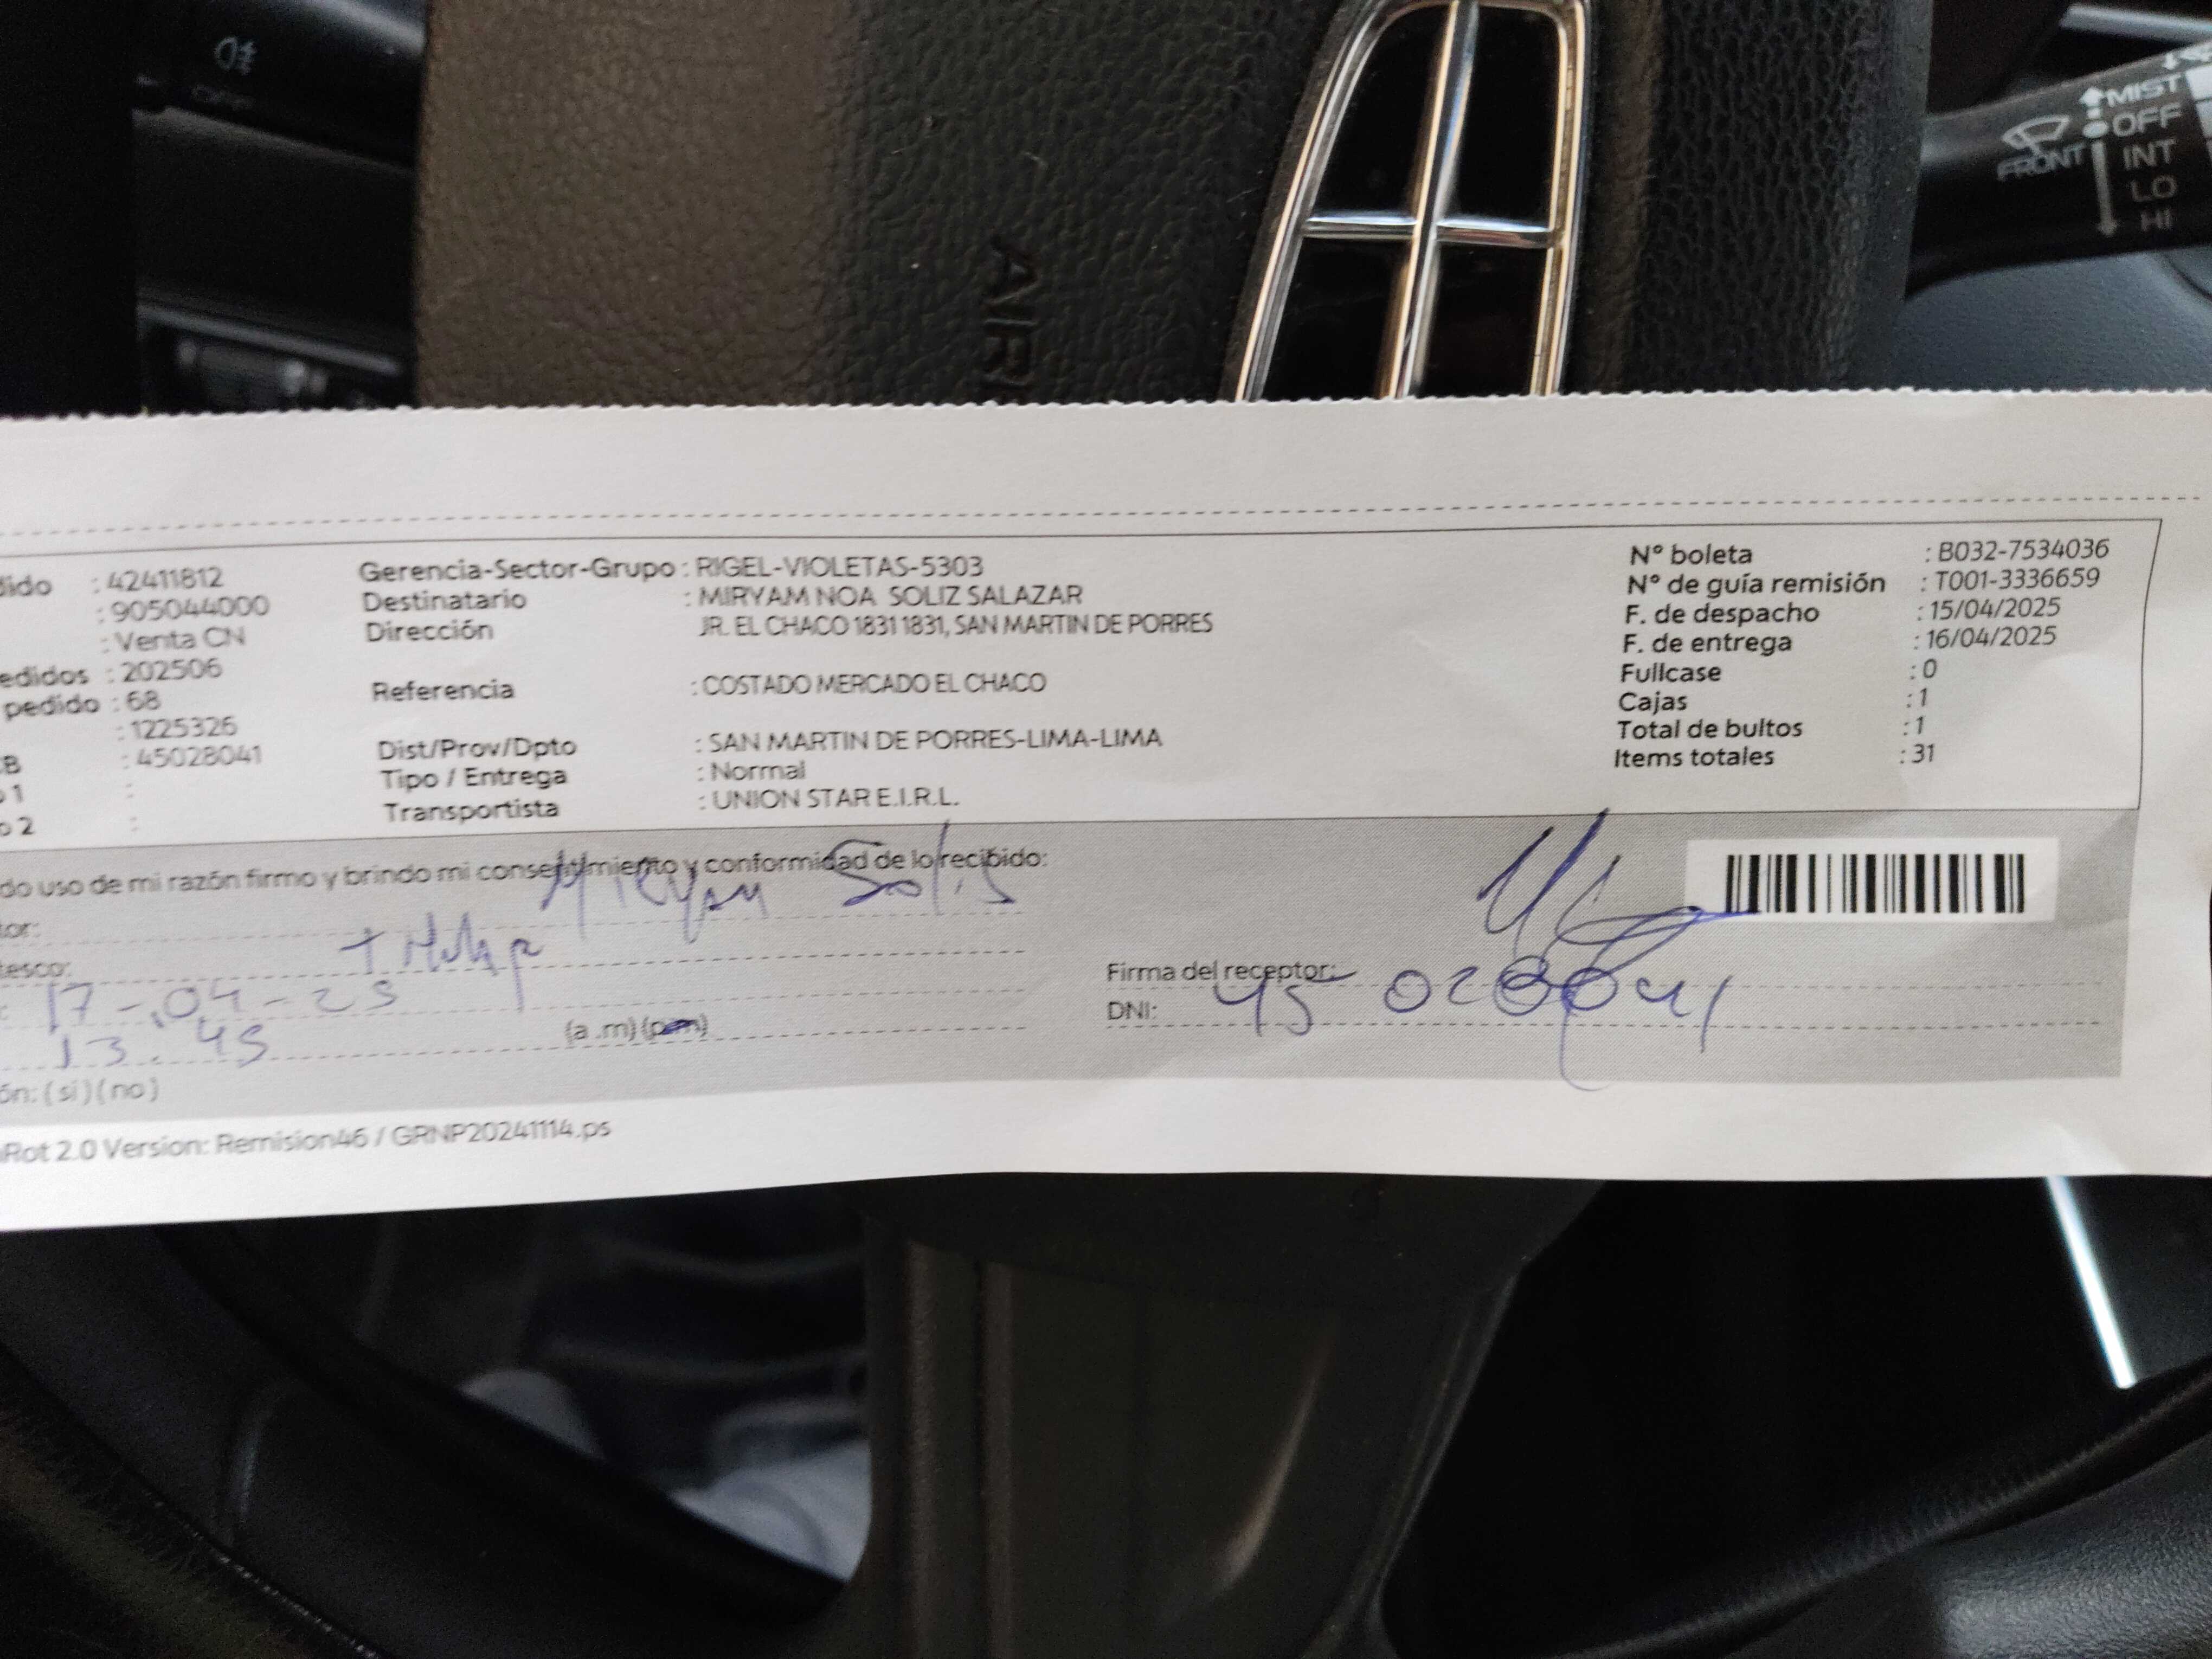 MIST
OFF
FRONT INT
LO
HI
AIR
dido : 42411812
: 905044000
: Venta CN
edidos : 202506
pedido : 68
: 1225326
CB : 45028041
o 1 :
o 2 :
Gerencia-Sector-Grupo : RIGEL-VIOLETAS-5303
Destinatario : MIRYAM NOA SOLIZ SALAZAR
Dirección JR. EL CHACO 1831 1831, SAN MARTIN DE PORRES
Referencia : COSTADO MERCADO EL CHACO
Dist/Prov/Dpto : SAN MARTIN DE PORRES-LIMA-LIMA
Tipo / Entrega : Normal
Transportista : UNION STAR E.I.R.L.
N° boleta : B032-7534036
N° de guía remisión : T001-3336659
F. de despacho : 15/04/2025
F. de entrega : 16/04/2025
Fullcase : 0
Cajas : 1
Total de bultos : 1
Items totales : 31
do uso de mi razón firmo y brindo mi consentimiento y conformidad de lo recibido:
tor: Miryam Solis
tesco:
17-04-25
13:45 (a .m) (p.m)
ón: ( si ) ( no )
Firma del receptor:
DNI: 45028041
Rot 2.0 Version: Remision46 / GRNP20241114.ps